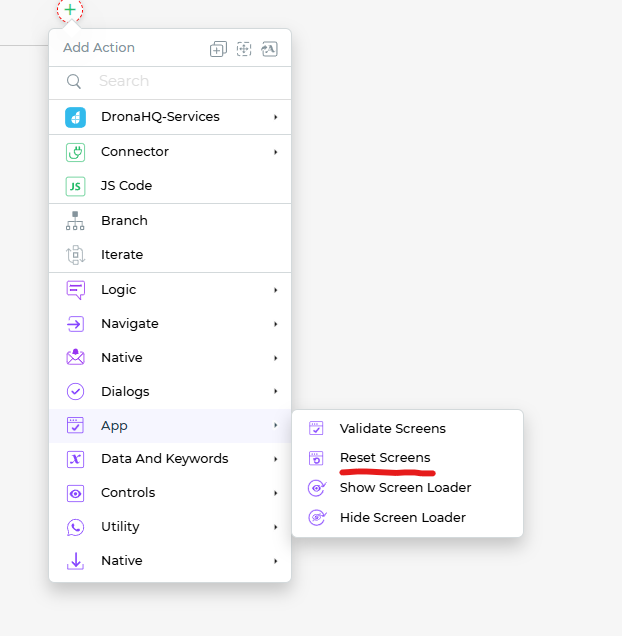 Add Action
Search
DronaHQ-Services
Connector
JS
JS Code
Branch
Iterate
Logic
Navigate
Native
Dialogs
App
Data And Keywords
Controls
Utility
Native
Validate Screens
Reset Screens
Show Screen Loader
Hide Screen Loader